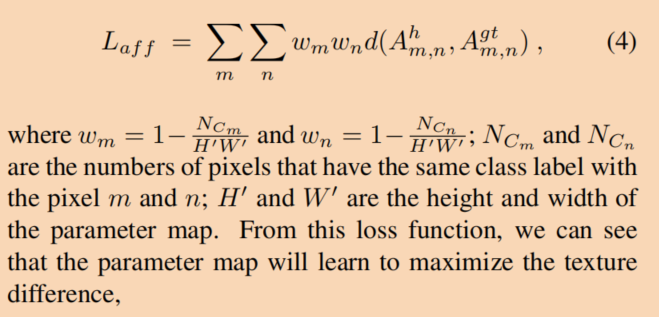 L_{aff} = \sum_{m} \sum_{n} w_m w_n d(A^h_{m,n}, A^{gt}_{m,n}) , (4)
where w_m = 1 − \frac{N_{C_m}}{H'W'} and w_n = 1 − \frac{N_{C_n}}{H'W'}; N_{C_m} and N_{C_n}
are the numbers of pixels that have the same class label with
the pixel m and n; H' and W' are the height and width of
the parameter map. From this loss function, we can see
that the parameter map will learn to maximize the texture
difference,